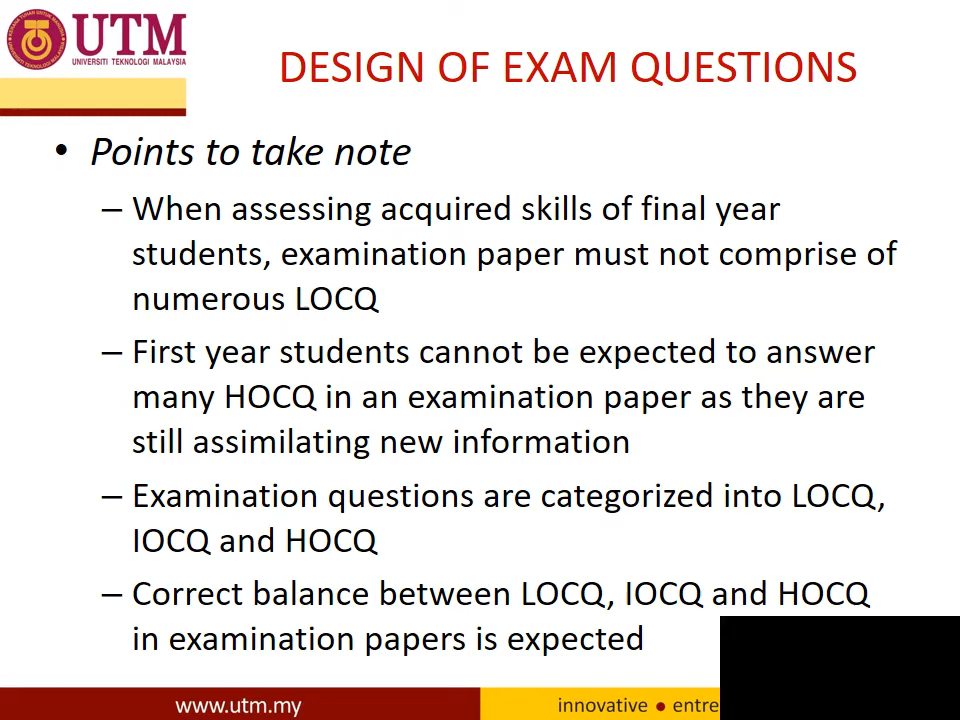 UTM
UNIVERSITI TEKNOLOGI MALAYSIA
DESIGN OF EXAM QUESTIONS
• Points to take note
– When assessing acquired skills of final year
students, examination paper must not comprise of
numerous LOCQ
– First year students cannot be expected to answer
many HOCQ in an examination paper as they are
still assimilating new information
– Examination questions are categorized into LOCQ,
IOCQ and HOCQ
– Correct balance between LOCQ, IOCQ and HOCQ
in examination papers is expected
www.utm.my
innovative ● entre